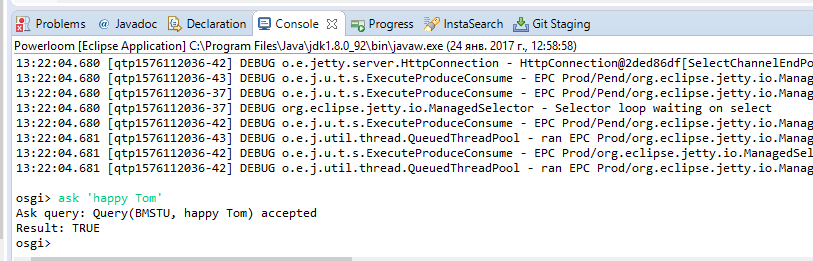 Problems @ Javadoc Declaration Console Progress InstaSearch Git Staging
Powerloom [Eclipse Application] C:\Program Files\Java\jdk1.8.0_92\bin\javaw.exe (24 янв. 2017 г., 12:58:58)
13:22:04.680 [qtp1576112036-42] DEBUG o.e.jetty.server.HttpConnection - HttpConnection@2ded86df[SelectChannelEndPo
13:22:04.680 [qtp1576112036-43] DEBUG o.e.j.u.t.s.ExecuteProduceConsume - EPC Prod/Pend/org.eclipse.jetty.io.Manag
13:22:04.680 [qtp1576112036-37] DEBUG o.e.j.u.t.s.ExecuteProduceConsume - EPC Prod/Pend/org.eclipse.jetty.io.Manag
13:22:04.680 [qtp1576112036-37] DEBUG org.eclipse.jetty.io.ManagedSelector - Selector loop waiting on select
13:22:04.680 [qtp1576112036-42] DEBUG o.e.j.u.t.s.ExecuteProduceConsume - EPC Prod/org.eclipse.jetty.io.ManagedSel
13:22:04.681 [qtp1576112036-43] DEBUG o.e.j.util.thread.QueuedThreadPool - ran EPC Prod/org.eclipse.jetty.io.Manag
13:22:04.681 [qtp1576112036-42] DEBUG o.e.j.u.t.s.ExecuteProduceConsume - EPC Prod/org.eclipse.jetty.io.ManagedSel
13:22:04.681 [qtp1576112036-42] DEBUG o.e.j.util.thread.QueuedThreadPool - ran EPC Prod/org.eclipse.jetty.io.Manag
osgi> ask 'happy Tom'
Ask query: Query(BMSTU, happy Tom) accepted
Result: TRUE
osgi>